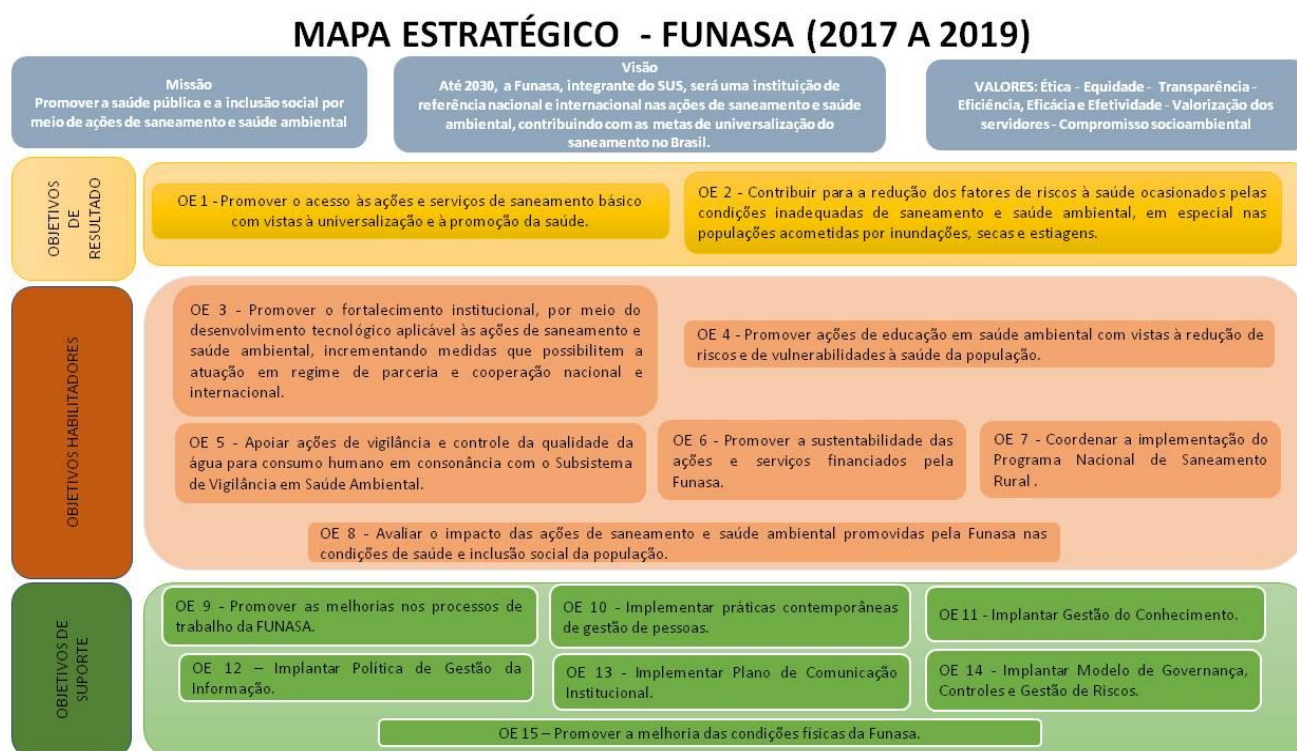 MAPA ESTRATÉGICO - FUNASA (2017 A 2019)
Missão
Promover a saúde pública e a inclusão social por
meio de ações de saneamento e saúde ambiental
Visão
Até 2030, a Funasa, integrante do SUS, será uma instituição de
referência nacional e internacional nas ações de saneamento e saúde
ambiental, contribuindo com as metas de universalização do
saneamento no Brasil.
VALORES: Ética - Equidade - Transparência -
Eficiência, Eficácia e Efetividade - Valorização dos
servidores - Compromisso socioambiental
OBJETIVOS
DE
RESULTADO
OE 1 - Promover o acesso às ações e serviços de saneamento básico
com vistas à universalização e à promoção da saúde.
OE 2 - Contribuir para a redução dos fatores de riscos à saúde ocasionados pelas
condições inadequadas de saneamento e saúde ambiental, em especial nas
populações acometidas por inundações, secas e estiagens.
OBJETIVOS HABILITADORES
OE 3 - Promover o fortalecimento institucional, por meio do
desenvolvimento tecnológico aplicável às ações de saneamento e
saúde ambiental, incrementando medidas que possibilitem a
atuação em regime de parceria e cooperação nacional e
internacional.
OE 4 - Promover ações de educação em saúde ambiental com vistas à redução de
riscos e de vulnerabilidades à saúde da população.
OE 5 - Apoiar ações de vigilância e controle da qualidade da
água para consumo humano em consonância com o Subsistema
de Vigilância em Saúde Ambiental.
OE 6 - Promover a sustentabilidade das
ações e serviços financiados pela
Funasa.
OE 7 - Coordenar a implementação do
Programa Nacional de Saneamento
Rural .
OE 8 - Avaliar o impacto das ações de saneamento e saúde ambiental promovidas pela Funasa nas
condições de saúde e inclusão social da população.
OBJETIVOS DE
SUPORTE
OE 9 - Promover as melhorias nos processos de
trabalho da FUNASA.
OE 10 - Implementar práticas contemporâneas
de gestão de pessoas.
OE 11 - Implantar Gestão do Conhecimento.
OE 12 – Implantar Política de Gestão da
Informação.
OE 13 - Implementar Plano de Comunicação
Institucional.
OE 14 - Implantar Modelo de Governança,
Controles e Gestão de Riscos.
OE 15 – Promover a melhoria das condições físicas da Funasa.